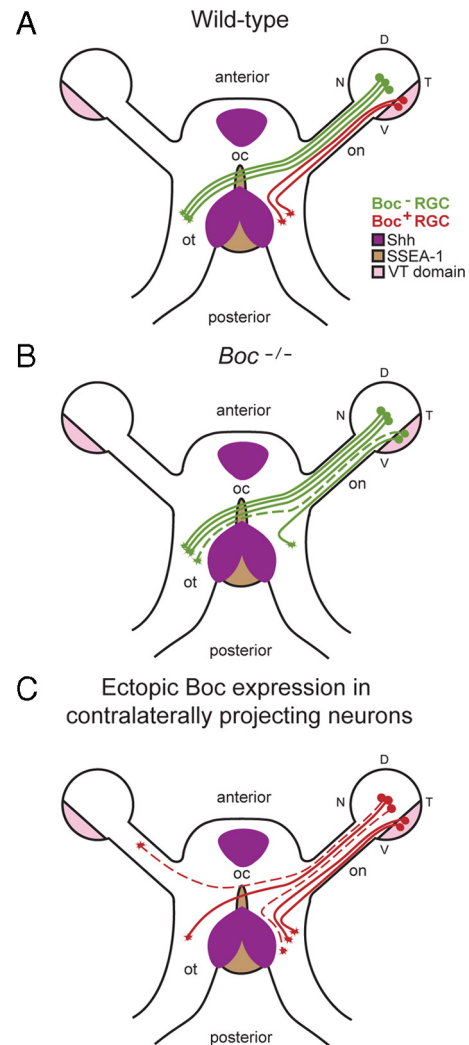 A
Wild-type
D
anterior
N
T
V
oc
on
Boc - RGC
Boc + RGC
Shh
SSEA-1
VT domain
ot
posterior
B
Boc -/-
D
anterior
N
T
V
oc
on
ot
posterior
C
Ectopic Boc expression in
contralaterally projecting neurons
D
anterior
N
T
V
oc
on
ot
posterior